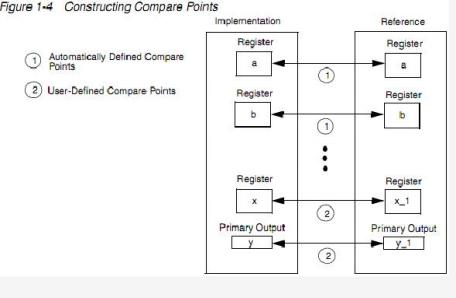 Figure 1-4 Constructing Compare Points
Implementation Reference
1 Automatically Defined Compare Points
2 User-Defined Compare Points
Register Register
a a
1
Register Register
b b
1
Register Register
x x_1
2
Primary Output Primary Output
y y_1
2